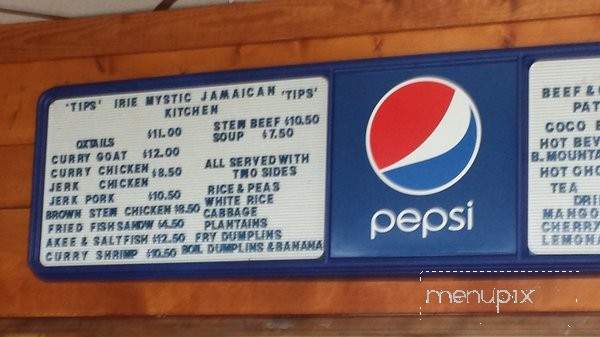 'TIPS' IRIE MYSTIC JAMAICAN 'TIPS'
KITCHEN
OXTAILS $11.00
CURRY GOAT $12.00
CURRY CHICKEN $8.50
JERK CHICKEN
JERK PORK $10.50
BROWN STEW CHICKEN $8.50
FRIED FISH SANDW $4.50
AKEE & SALTFISH $12.50
CURRY SHRIMP $10.50
STEW BEEF $10.50
SOUP $7.50
ALL SERVED WITH
TWO SIDES
RICE & PEAS
WHITE RICE
CABBAGE
PLANTAINS
FRY DUMPLINS
BOIL DUMPLINS & BANANA
pepsi
BEEF &
PAT
COCO B
HOT BEV
B. MOUNTA
HOT CHO
TEA
DRI
MANGO
CHERRY
LEMONA
menupix